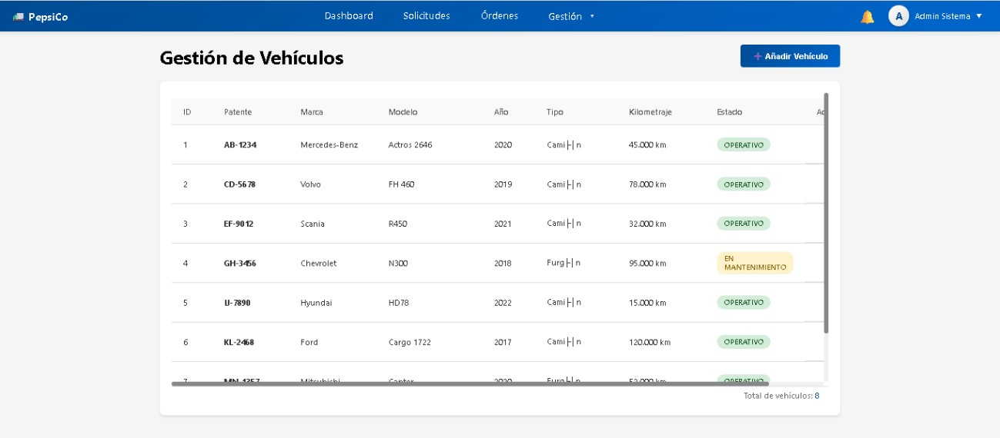 PepsiCo Dashboard Solicitudes Órdenes Gestión ▾ A Admin Sistema ▼
Gestión de Vehículos + Añadir Vehículo
ID Patente Marca Modelo Año Tipo Kilometraje Estado
1 AB-1234 Mercedes-Benz Actros 2646 2020 Cami├│n 45.000 km OPERATIVO
2 CD-5678 Volvo FH 460 2019 Cami├│n 78.000 km OPERATIVO
3 EF-9012 Scania R450 2021 Cami├│n 32.000 km OPERATIVO
4 GH-3456 Chevrolet N300 2018 Furg├│n 95.000 km EN MANTENIMIENTO
5 IJ-7890 Hyundai HD78 2022 Cami├│n 15.000 km OPERATIVO
6 KL-2468 Ford Cargo 1722 2017 Cami├│n 120.000 km OPERATIVO
7 MN-1357 Mitsubishi Canter 2020 Furg├│n 52.000 km OPERATIVO
Total de vehículos: 8